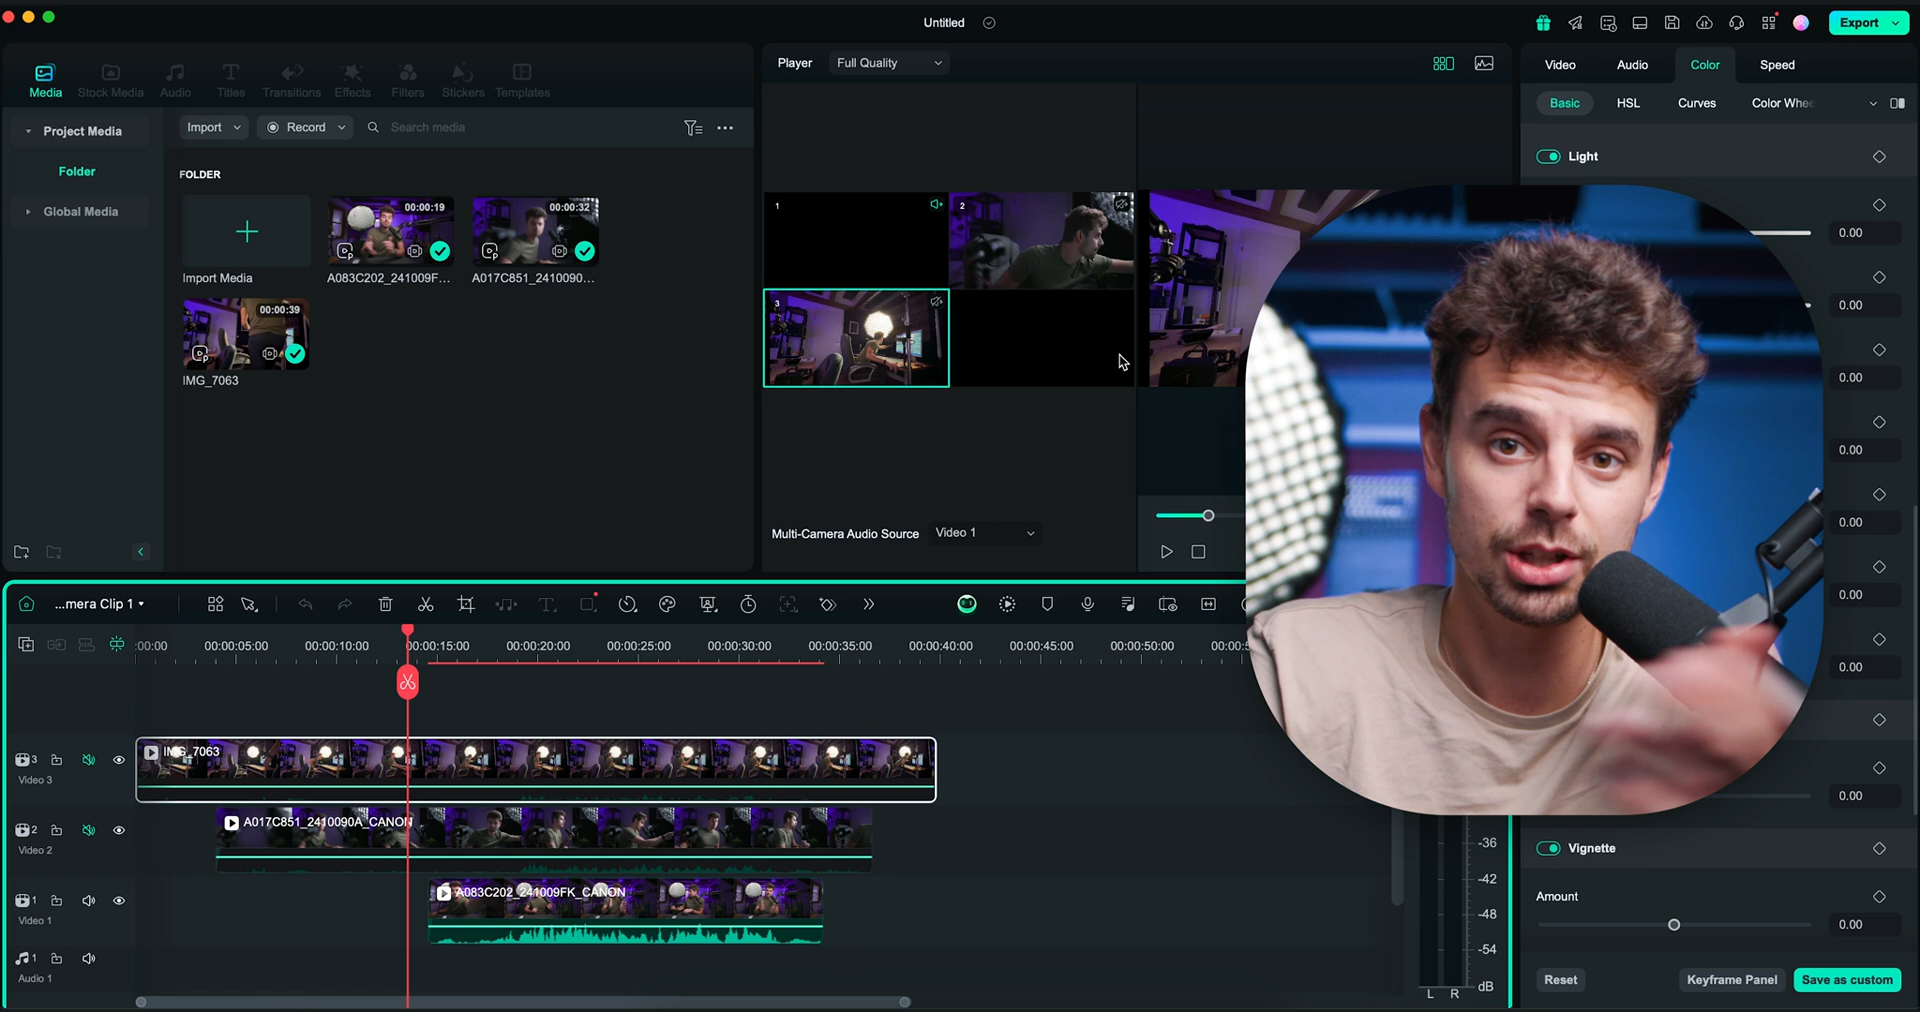 Untitled
Export
Media
Stock Media
Audio
Titles
Transitions
Effects
Filters
Stickers
Templates
Player
Full Quality
Video
Audio
Color
Speed
Basic
HSL
Curves
Color Whee
Project Media
Folder
Global Media
Import
Record
Search media
FOLDER
Import Media
00:00:19
A083C202_241009F...
00:00:32
A017C851_2410090...
00:00:39
IMG_7063
1
2
3
Multi-Camera Audio Source
Video 1
Light
0.00
0.00
0.00
0.00
0.00
0.00
0.00
0.00
Vignette
Amount
0.00
Reset
Keyframe Panel
Save as custom
...mera Clip 1
:00:00
00:00:05:00
00:00:10:00
00:00:15:00
00:00:20:00
00:00:25:00
00:00:30:00
00:00:35:00
00:00:40:00
00:00:45:00
00:00:50:00
00:00:5
3
Video 3
IMG_7063
2
Video 2
A017C851_2410090A_CANON
1
Video 1
A083C202_241009FK_CANON
1
Audio 1
-36
-42
-48
-54
dB
L R